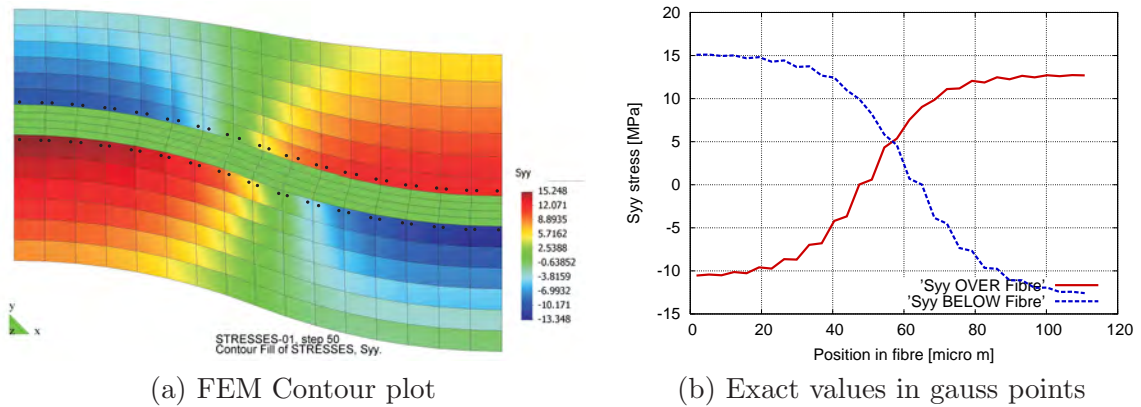 Syy
15.248
12.071
8.8935
5.7162
2.5388
-0.63852
-3.8159
-6.9932
-10.171
-13.348
y
z x
STRESSES-01, step 50
Contour Fill of STRESSES, Syy.
(a) FEM Contour plot
Syy stress [MPa]
20
15
10
5
0
-5
-10
-15
'Syy OVER Fibre'
'Syy BELOW Fibre'
0 20 40 60 80 100 120
Position in fibre [micro m]
(b) Exact values in gauss points